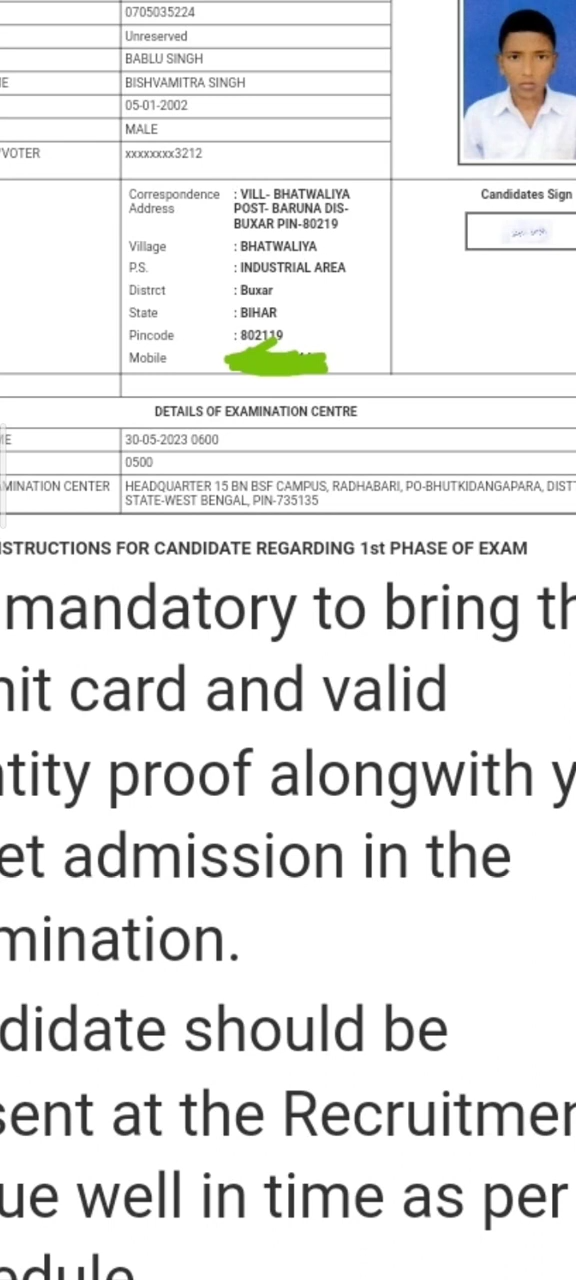 0705035224
Unreserved
BABLU SINGH
BISHVAMITRA SINGH
05-01-2002
MALE
/VOTER
xxxxxxxx3212
Correspondence Address : VILL- BHATWALIYA
POST- BARUNA DIS-
BUXAR PIN-80219
Village : BHATWALIYA
P.S. : INDUSTRIAL AREA
Distrct : Buxar
State : BIHAR
Pincode : 802119
Mobile
Candidates Sign
DETAILS OF EXAMINATION CENTRE
30-05-2023 0600
0500
MINATION CENTER
HEADQUARTER 15 BN BSF CAMPUS, RADHABARI, PO-BHUTKIDANGAPARA, DIST
STATE-WEST BENGAL, PIN-735135
STRUCTIONS FOR CANDIDATE REGARDING 1st PHASE OF EXAM
mandatory to bring th
nit card and valid
ntity proof alongwith y
et admission in the
mination.
didate should be
sent at the Recruitmen
ue well in time as per
edule